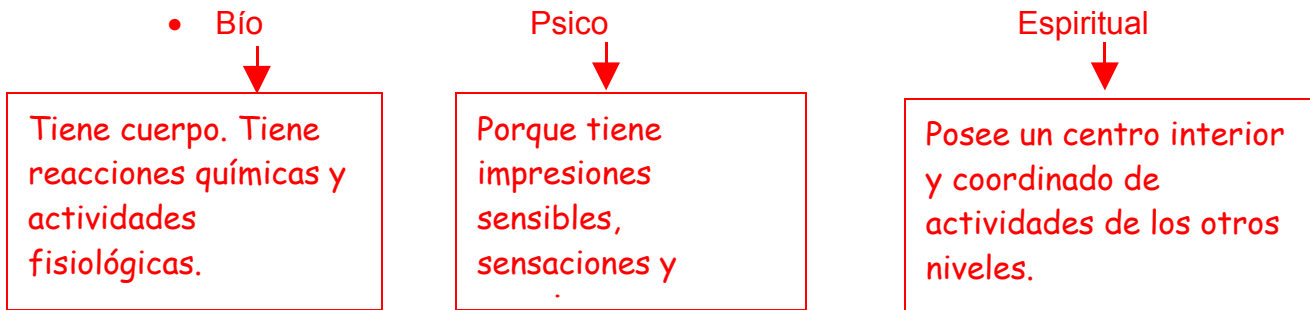 • Bío Psico Espiritual
Tiene cuerpo. Tiene
reacciones químicas y
actividades
fisiológicas.
Porque tiene
impresiones
sensibles,
sensaciones y
Posee un centro interior
y coordinado de
actividades de los otros
niveles.